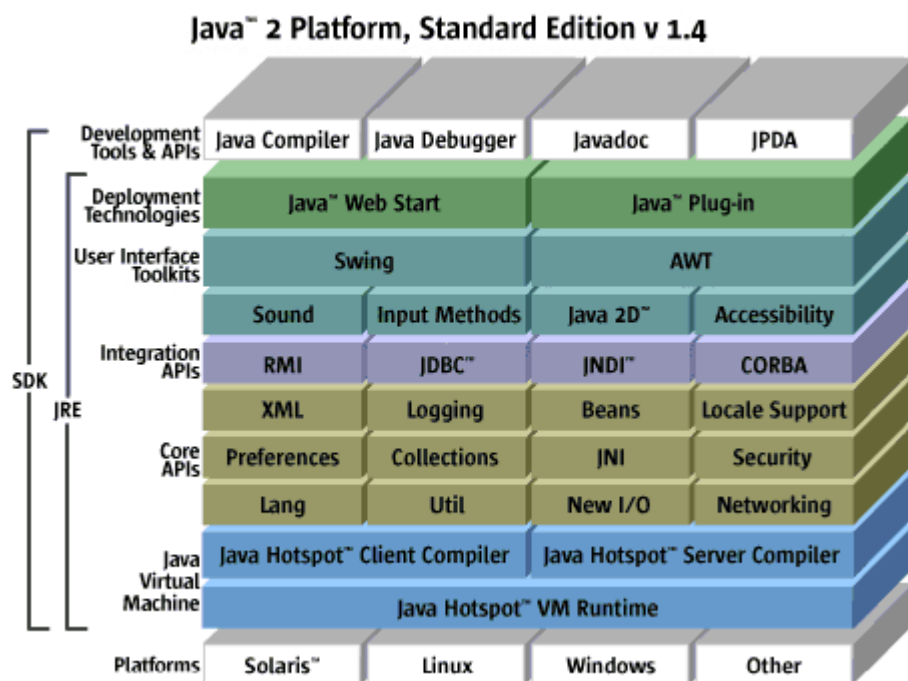 Java™ 2 Platform, Standard Edition v 1.4
Development
Tools & APIs
Java Compiler
Java Debugger
Javadoc
JPDA
Deployment
Technologies
Java™ Web Start
Java™ Plug-in
User Interface
Toolkits
Swing
AWT
Sound
Input Methods
Java 2D™
Accessibility
Integration
APIs
RMI
JDBC™
JNDI™
CORBA
SDK
JRE
XML
Logging
Beans
Locale Support
Core
APIs
Preferences
Collections
JNI
Security
Lang
Util
New I/O
Networking
Java
Virtual
Machine
Java Hotspot™ Client Compiler
Java Hotspot™ Server Compiler
Java Hotspot™ VM Runtime
Platforms
Solaris™
Linux
Windows
Other